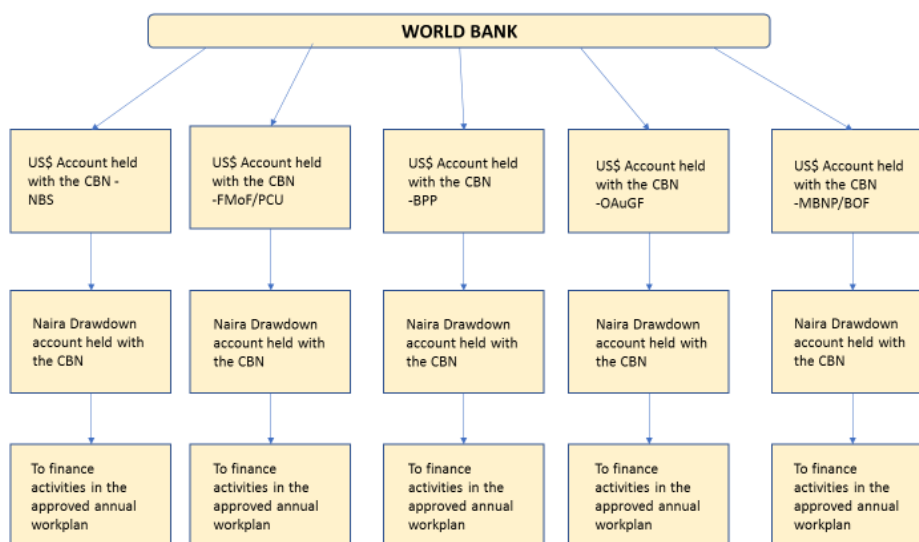 WORLD BANK
US$ Account held
with the CBN -
NBS
US$ Account held
with the CBN
-FMoF/PCU
US$ Account held
with the CBN
-BPP
US$ Account held
with the CBN
-OAuGF
US$ Account held
with the CBN
-MBNP/BOF
Naira Drawdown
account held with
the CBN
Naira Drawdown
account held with
the CBN
Naira Drawdown
account held with
the CBN
Naira Drawdown
account held with
the CBN
Naira Drawdown
account held with
the CBN
To finance
activities in the
approved annual
workplan
To finance
activities in the
approved annual
workplan
To finance
activities in the
approved annual
workplan
To finance
activities in the
approved annual
workplan
To finance
activities in the
approved annual
workplan